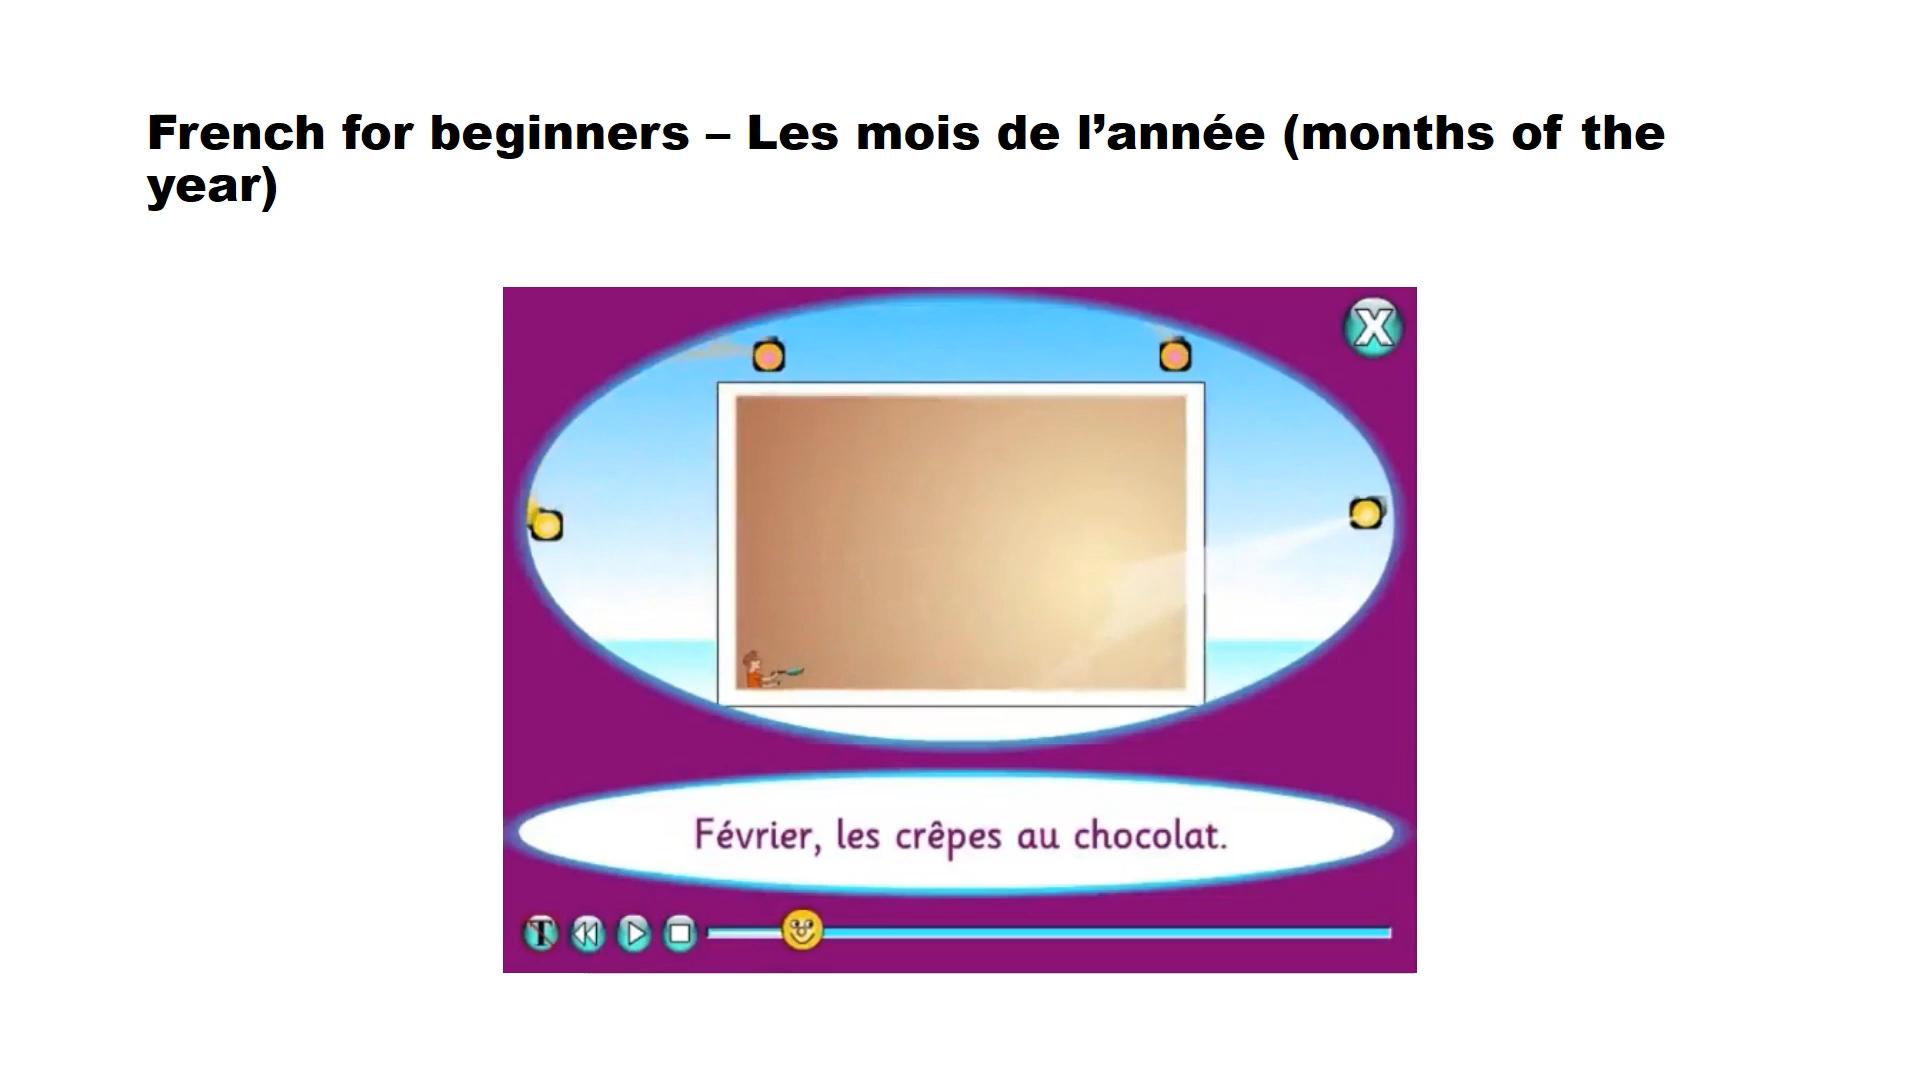 French for beginners – Les mois de l’année (months of the
year)
X
Février, les crêpes au chocolat.
T